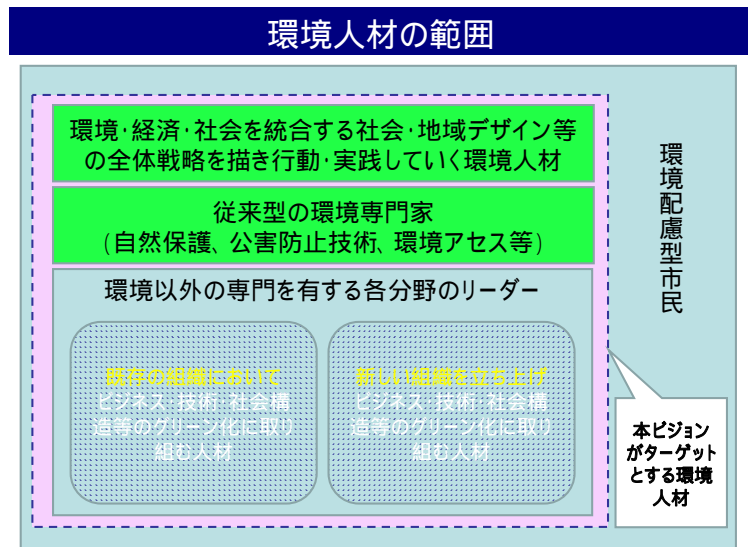 環境人材の範囲
環境・経済・社会を統合する社会・地域デザイン等
の全体戦略を描き行動・実践していく環境人材
従来型の環境専門家
(自然保護、公害防止技術、環境アセス等)
環境以外の専門を有する各分野のリーダー
既存の組織において
ビジネス・技術・社会構
造等のグリーン化に取り
組む人材
新しい組織を立ち上げ
ビジネス・技術・社会構
造等のグリーン化に取り
組む人材
環境配慮型市民
本ビジョン
がターゲット
とする環境
人材